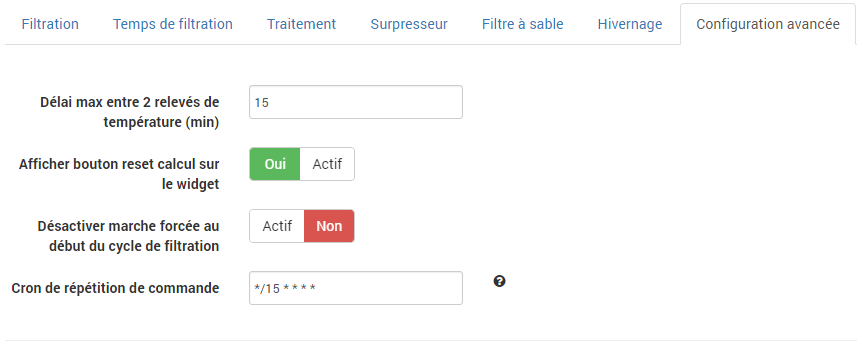 Filtration Temps de filtration Traitement Surpresseur Filtre à sable Hivernage Configuration avancée
Délai max entre 2 relevés de
température (min)
15
Afficher bouton reset calcul sur
le widget
Oui Actif
Désactiver marche forcée au
début du cycle de filtration
Actif Non
Cron de répétition de commande
*/15 * * * *
?